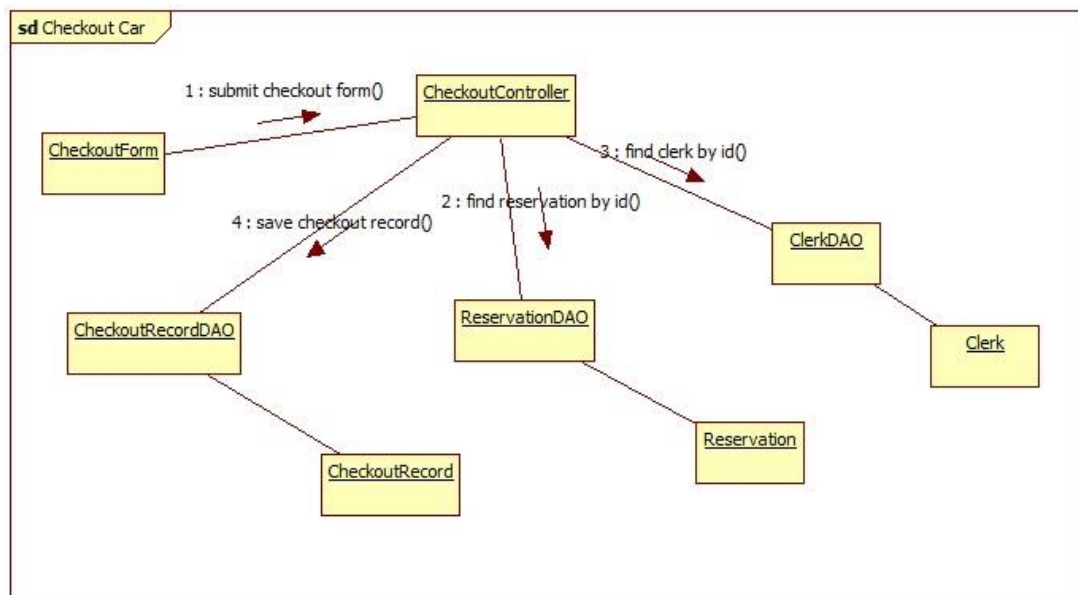 sd Checkout Car
1 : submit checkout form()
CheckoutController
CheckoutForm
3 : find clerk by id()
2 : find reservation by id()
4 : save checkout record()
ClerkDAO
CheckoutRecordDAO
ReservationDAO
Clerk
Reservation
CheckoutRecord